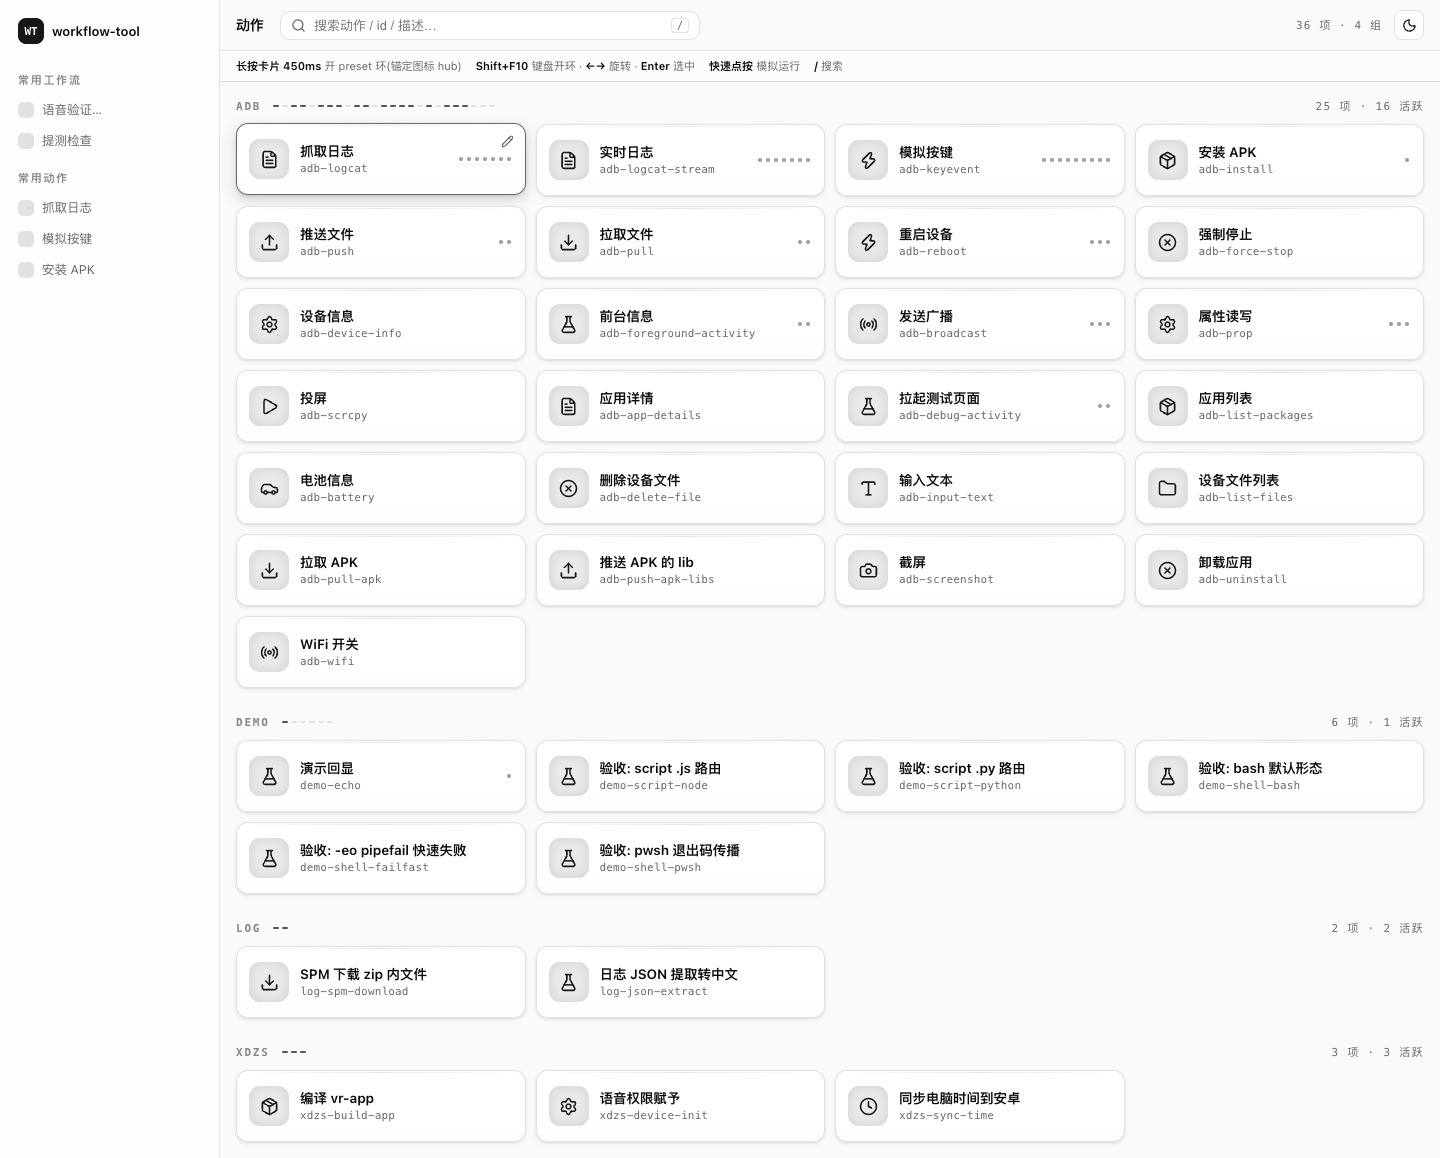 WT workflow-tool
常用工作流
语音验证…
提测检查
常用动作
抓取日志
模拟按键
安装 APK
动作 搜索动作 / id / 描述… / 36 项 · 4 组
长按卡片 450ms 开 preset 环(锚定图标 hub) Shift+F10 键盘开环 · ←→ 旋转 · Enter 选中 快速点按 模拟运行 / 搜索
ADB 25 项 · 16 活跃
抓取日志
adb-logcat
实时日志
adb-logcat-stream
模拟按键
adb-keyevent
安装 APK
adb-install
推送文件
adb-push
拉取文件
adb-pull
重启设备
adb-reboot
强制停止
adb-force-stop
设备信息
adb-device-info
前台信息
adb-foreground-activity
发送广播
adb-broadcast
属性读写
adb-prop
投屏
adb-scrcpy
应用详情
adb-app-details
拉起测试页面
adb-debug-activity
应用列表
adb-list-packages
电池信息
adb-battery
删除设备文件
adb-delete-file
输入文本
adb-input-text
设备文件列表
adb-list-files
拉取 APK
adb-pull-apk
推送 APK 的 lib
adb-push-apk-libs
截屏
adb-screenshot
卸载应用
adb-uninstall
WiFi 开关
adb-wifi
DEMO 6 项 · 1 活跃
演示回显
demo-echo
验收: script .js 路由
demo-script-node
验收: script .py 路由
demo-script-python
验收: bash 默认形态
demo-shell-bash
验收: -eo pipefail 快速失败
demo-shell-failfast
验收: pwsh 退出码传播
demo-shell-pwsh
LOG 2 项 · 2 活跃
SPM 下载 zip 内文件
log-spm-download
日志 JSON 提取转中文
log-json-extract
XDZS 3 项 · 3 活跃
编译 vr-app
xdzs-build-app
语音权限赋予
xdzs-device-init
同步电脑时间到安卓
xdzs-sync-time